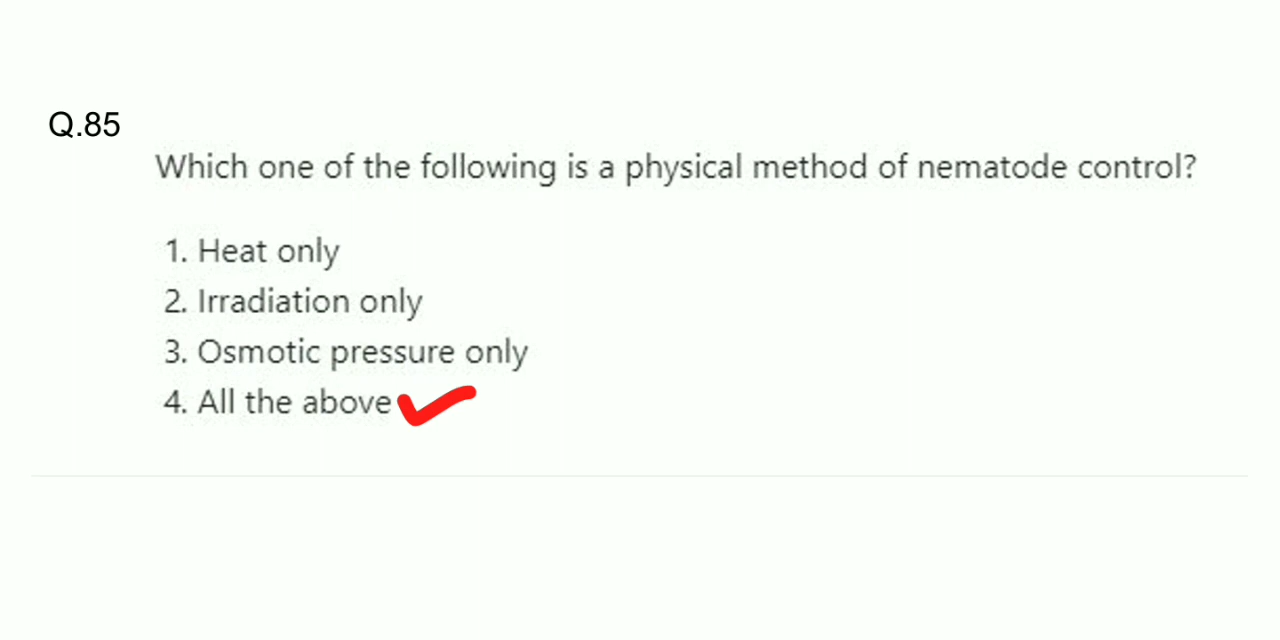 Q.85
Which one of the following is a physical method of nematode control?
1. Heat only
2. Irradiation only
3. Osmotic pressure only
4. All the above